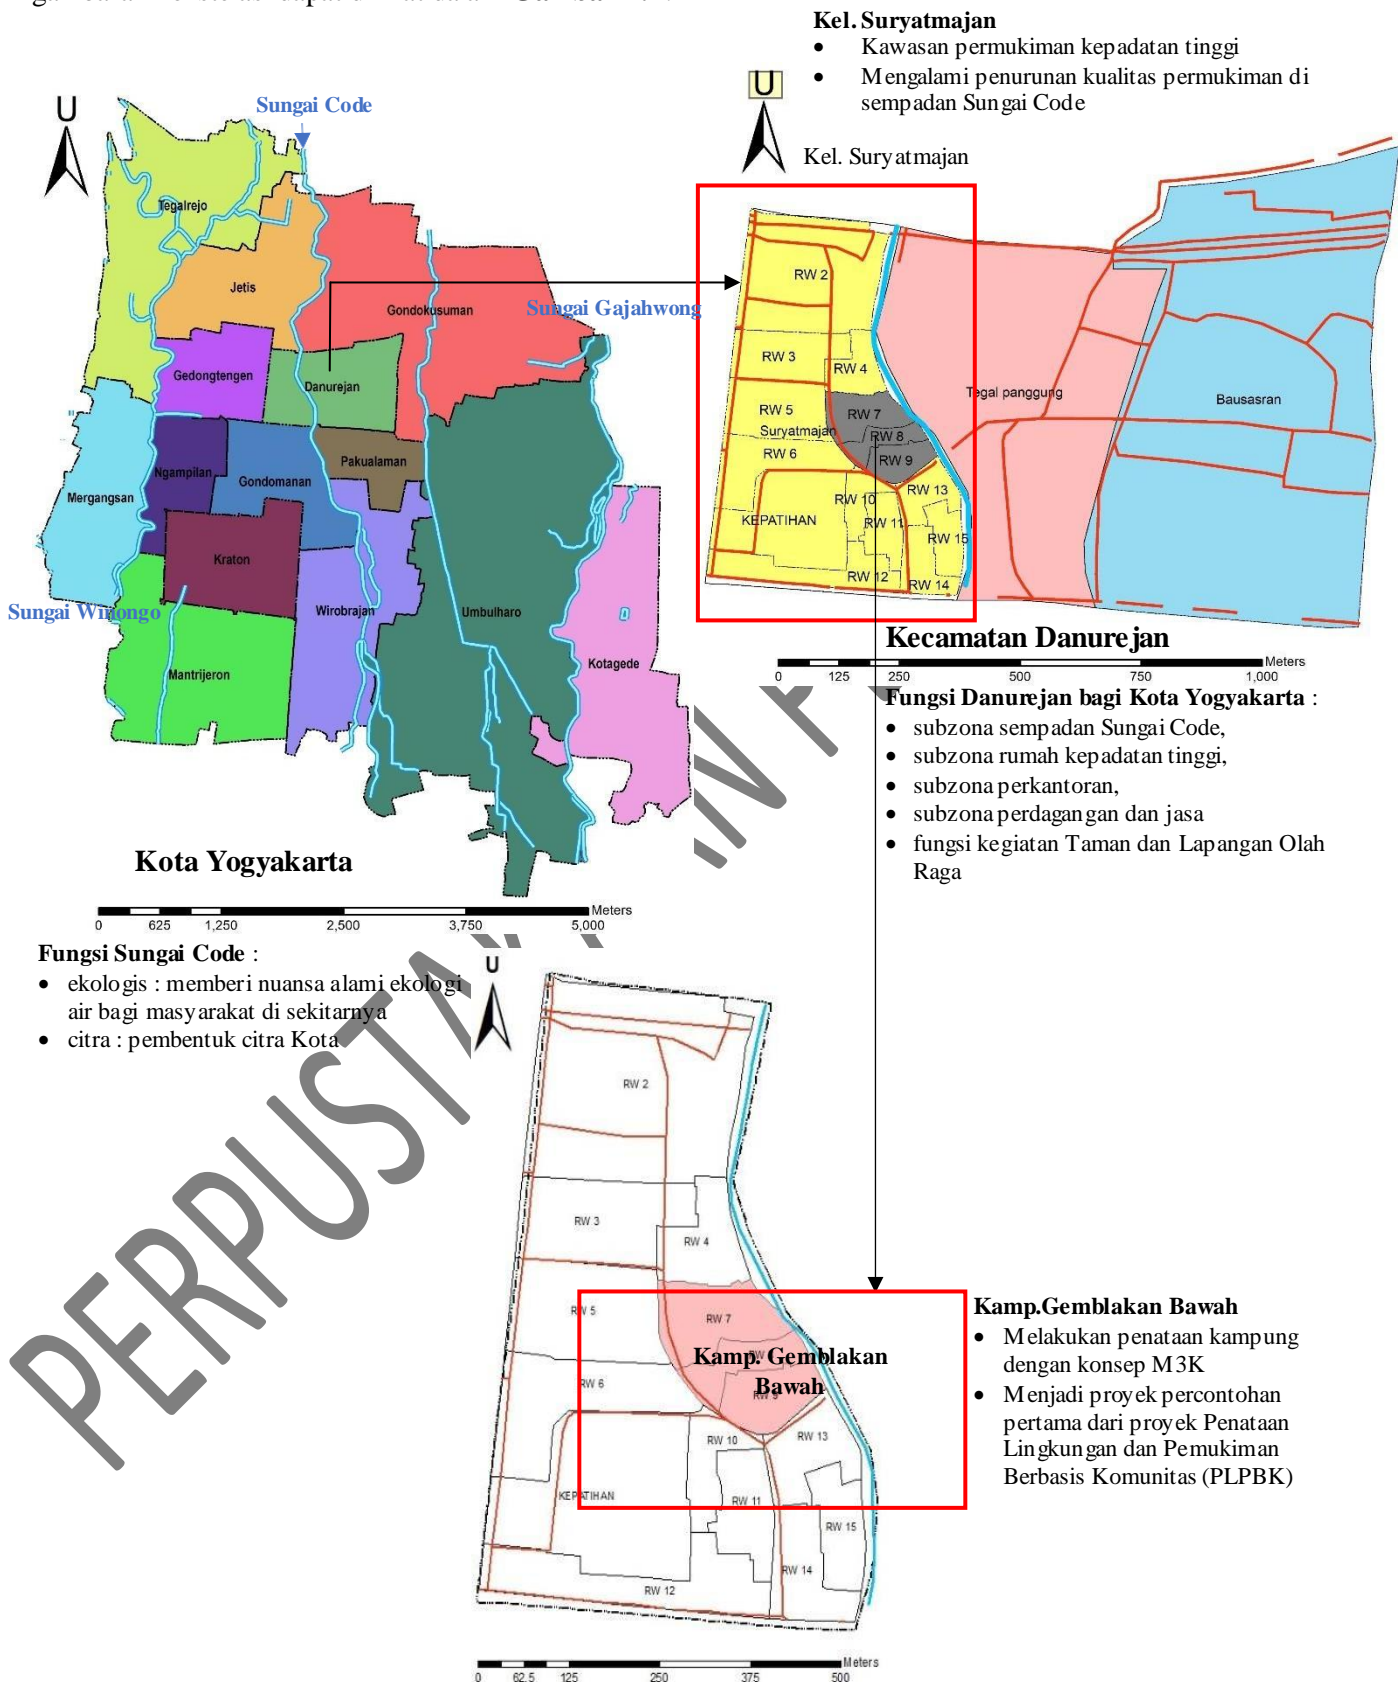 Kel. Suryatmajan
• Kawasan permukiman kepadatan tinggi
• Mengalami penurunan kualitas permukiman di
sempadan Sungai Code
U
Kel. Suryatmajan
U
Sungai Code
Tegalrejo
Jetis
Gondokusuman
Sungai Gajahwong
Gedongtengen
Danurejan
Ngampilan
Gondomanan
Pakualaman
Mergangsan
Kraton
Sungai Winongo
Wirobrajan
Umbulharo
Kotagede
Mantrijeron
Kota Yogyakarta
0 625 1,250 2,500 3,750 5,000 Meters
RW 2
RW 3
RW 4
RW 5
RW 7
Suryatmajan
RW 8
RW 6
RW 9
RW 10
RW 13
KEPATIHAN
RW 11
RW 15
RW 12
RW 14
Tegal panggung
Bausasran
Kecamatan Danurejan
0 125 250 500 750 1,000 Meters
Fungsi Danurejan bagi Kota Yogyakarta :
• subzona sempadan Sungai Code,
• subzona rumah kepadatan tinggi,
• subzona perkantoran,
• subzona perdagangan dan jasa
• fungsi kegiatan Taman dan Lapangan Olah
Raga
Fungsi Sungai Code :
• ekologis : memberi nuansa alami ekologi
air bagi masyarakat di sekitarnya
• citra : pembentuk citra Kota
U
RW 2
RW 3
RW 4
RW 5
RW 7
Kamp. Gemblakan
Bawah
RW 6
RW 9
RW 10
RW 13
KEPATIHAN
RW 11
RW 15
RW 14
RW 12
0 62.5 125 250 375 500 Meters
Kamp.Gemblakan Bawah
• Melakukan penataan kampung
dengan konsep M3K
• Menjadi proyek percontohan
pertama dari proyek Penataan
Lingkungan dan Pemukiman
Berbasis Komunitas (PLPBK)